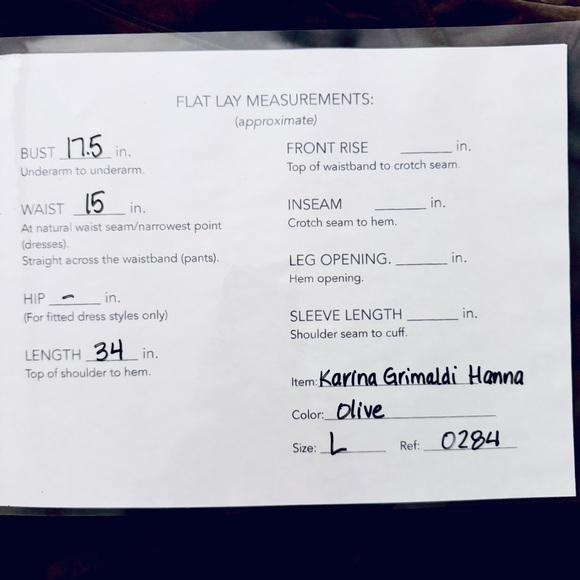 FLAT LAY MEASUREMENTS:
(approximate)
BUST 17.5 in.
Underarm to underarm.
WAIST 15 in.
At natural waist seam/narrowest point
(dresses).
Straight across the waistband (pants).
HIP - in.
(For fitted dress styles only)
LENGTH 34 in.
Top of shoulder to hem.
FRONT RISE ______ in.
Top of waistband to crotch seam.
INSEAM ______ in.
Crotch seam to hem.
LEG OPENING. ______ in.
Hem opening.
SLEEVE LENGTH ______ in.
Shoulder seam to cuff.
Item: Karina Grimaldi Hanna
Color: Olive
Size: L Ref: 0284